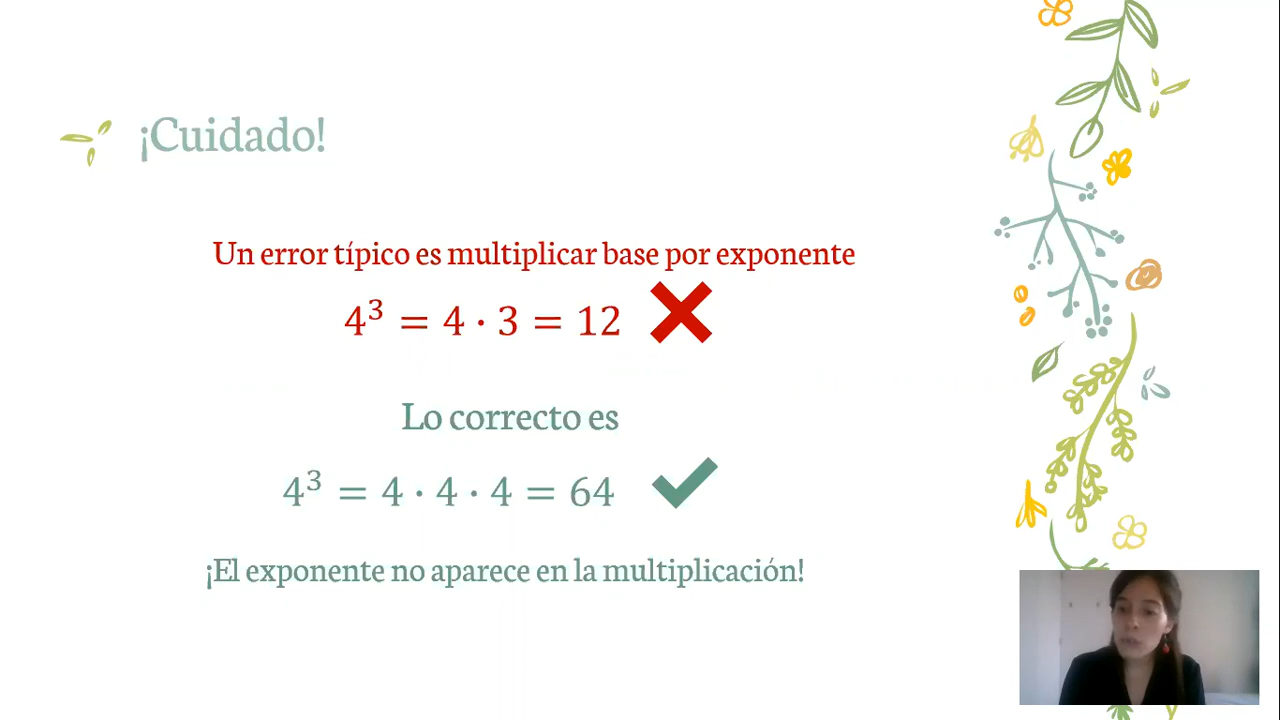 ¡Cuidado!
Un error típico es multiplicar base por exponente
4³ = 4 · 3 = 12
Lo correcto es
4³ = 4 · 4 · 4 = 64
¡El exponente no aparece en la multiplicación!